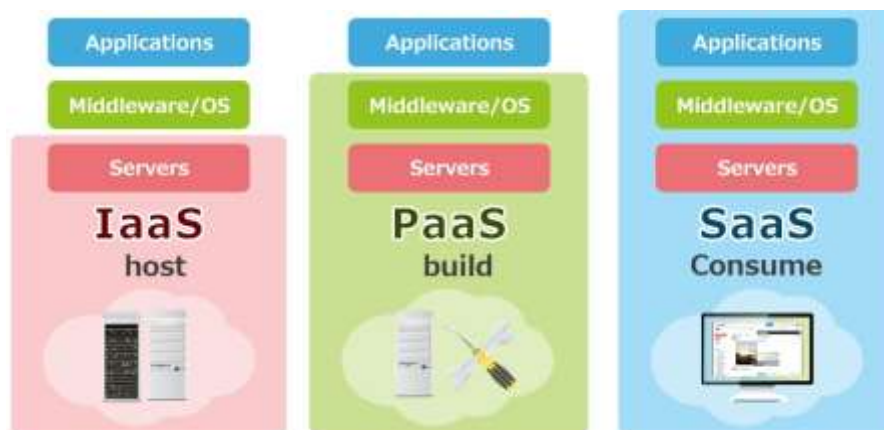 Applications
Middleware/OS
Servers
IaaS
host
Applications
Middleware/OS
Servers
PaaS
build
Applications
Middleware/OS
Servers
SaaS
Consume